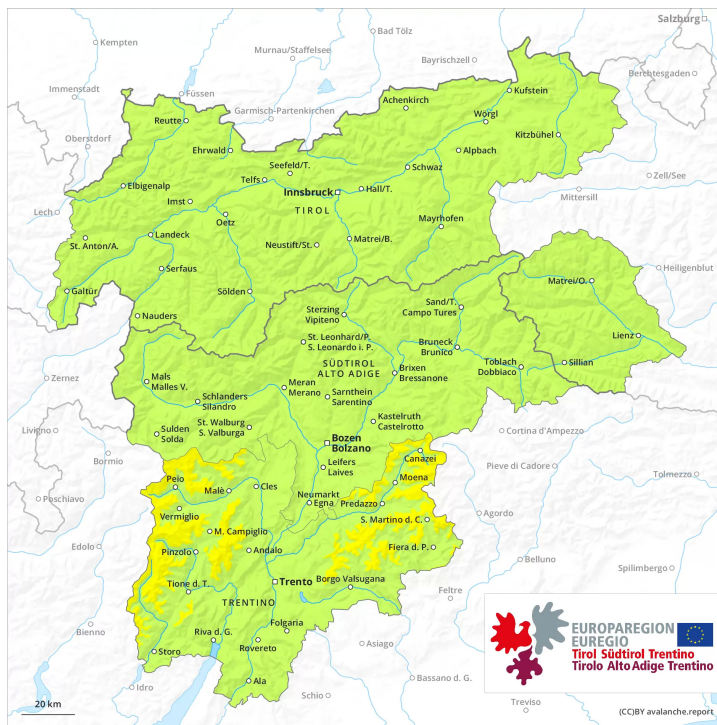 Salzburg
Kempten
Bad Tölz
Murnau/Staffelsee
Bayrischzell
Berchtesgaden
Immenstadt
Füssen
Garmisch-Partenkirchen
Achenkirch
Kufstein
Reutte
Wörgl
Oberstdorf
Ehrwald
Kitzbühel
Alpbach
Seefeld/T.
Schwaz
Zell/See
Telfs
Elbigenalp
Innsbruck
Hall/T.
Mittersill
Imst
TIROL
Lech
Oetz
Mayrhofen
St. Anton/A.
Landeck
Neustift/St.
Matrei/B.
Heiligenblut
Serfaus
Matrei/O.
Galtür
Sölden
Sand/T.
Campo Tures
Nauders
Sterzing
Vipiteno
Lienz
St. Leonhard/P.
S. Leonardo i. P.
Bruneck
Brunico
Toblach
Dobbiaco
Sillian
SÜDTIROL
ALTO ADIGE
Brixen
Bressanone
Zernez
Mals
Malles V.
Meran
Merano
Sarnthein
Sarentino
Schlanders
Silandro
Kastelruth
Castelrotto
St. Walburg
S. Valburga
Livigno
Sulden
Solda
Cortina d'Ampezzo
Bozen
Bolzano
Bormio
Canazei
Pieve di Cadore
Leifers
Laives
Tolmezzo
Peio
Moena
Poschiavo
Malè
Cles
Neumarkt
Egna
Predazzo
Agordo
Vermiglio
S. Martino d. C.
M. Campiglio
Edolo
Pinzolo
Andalo
Fiera d. P.
Belluno
Spilimbergo
Trento
Borgo Valsugana
Tione d. T.
Feltre
TRENTINO
Folgaria
Bienno
Riva d. G.
Rovereto
Asiago
Storo
Ala
Bassano d. G.
Idro
Schio
Treviso
EUROPAREGION
EUREGIO
Tirol Südtirol Trentino
Tirolo Alto Adige Trentino
20 km
(CC)BY avalanche.report